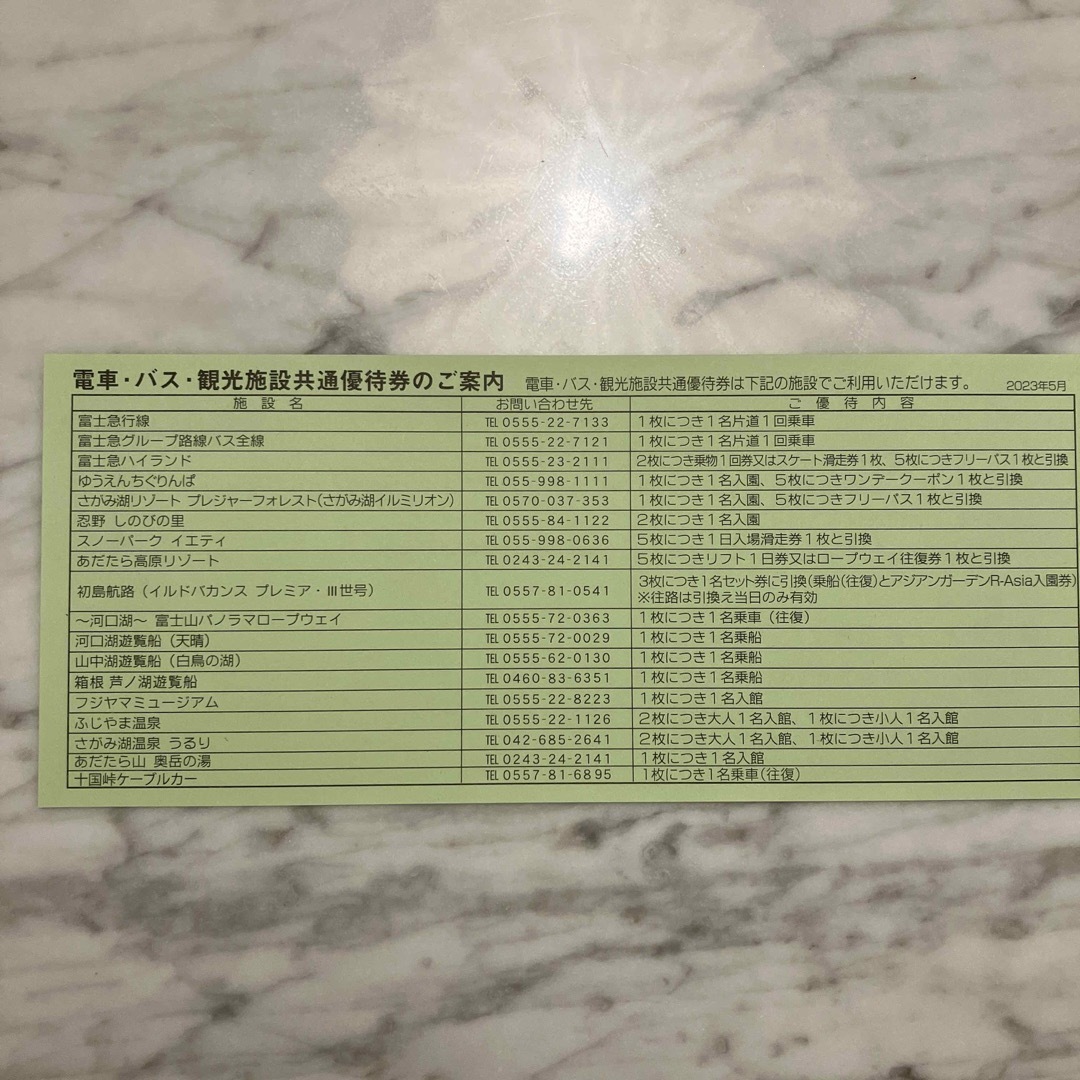 電車・バス・観光施設共通優待券のご案内 電車・バス・観光施設共通優待券は下記の施設でご利用いただけます。 2023年5月
施設名 お問い合わせ先 ご優待内容
富士急行線 TEL 0555-22-7133 1枚につき1名片道1回乗車
富士急グループ路線バス全線 TEL 0555-22-7121 1枚につき1名片道1回乗車
富士急ハイランド TEL 0555-23-2111 2枚につき乗物1回券又はスケート滑走券1枚、5枚につきフリーパス1枚と引換
ゆうえんちぐりんぱ TEL 055-998-1111 1枚につき1名入園、5枚につきワンデークーポン1枚と引換
さがみ湖リゾート プレジャーフォレスト(さがみ湖イルミリオン) TEL 0570-037-353 1枚につき1名入園、5枚につきフリーパス1枚と引換
忍野 しのびの里 TEL 0555-84-1122 2枚につき1名入園
スノーパーク イエティ TEL 055-998-0636 5枚につき1日入場滑走券1枚と引換
あだたら高原リゾート TEL 0243-24-2141 5枚につきリフト1日券又はロープウェイ往復券1枚と引換
初島航路（イルドバカンス プレミア・Ⅲ世号） TEL 0557-81-0541 3枚につき1名セット券に引換(乗船(往復)とアジアンガーデンR-Asia入園券)
※往路は引換え当日のみ有効
～河口湖～ 富士山パノラマロープウェイ TEL 0555-72-0363 1枚につき1名乗車（往復）
河口湖遊覧船（天晴） TEL 0555-72-0029 1枚につき1名乗船
山中湖遊覧船（白鳥の湖） TEL 0555-62-0130 1枚につき1名乗船
箱根 芦ノ湖遊覧船 TEL 0460-83-6351 1枚につき1名乗船
フジヤマミュージアム TEL 0555-22-8223 1枚につき1名入館
ふじやま温泉 TEL 0555-22-1126 2枚につき大人1名入館、1枚につき小人1名入館
さがみ湖温泉 うるり TEL 042-685-2641 2枚につき大人1名入館、1枚につき小人1名入館
あだたら山 奥岳の湯 TEL 0243-24-2141 1枚につき1名入館
十国峠ケーブルカー TEL 0557-81-6895 1枚につき1名乗車(往復)